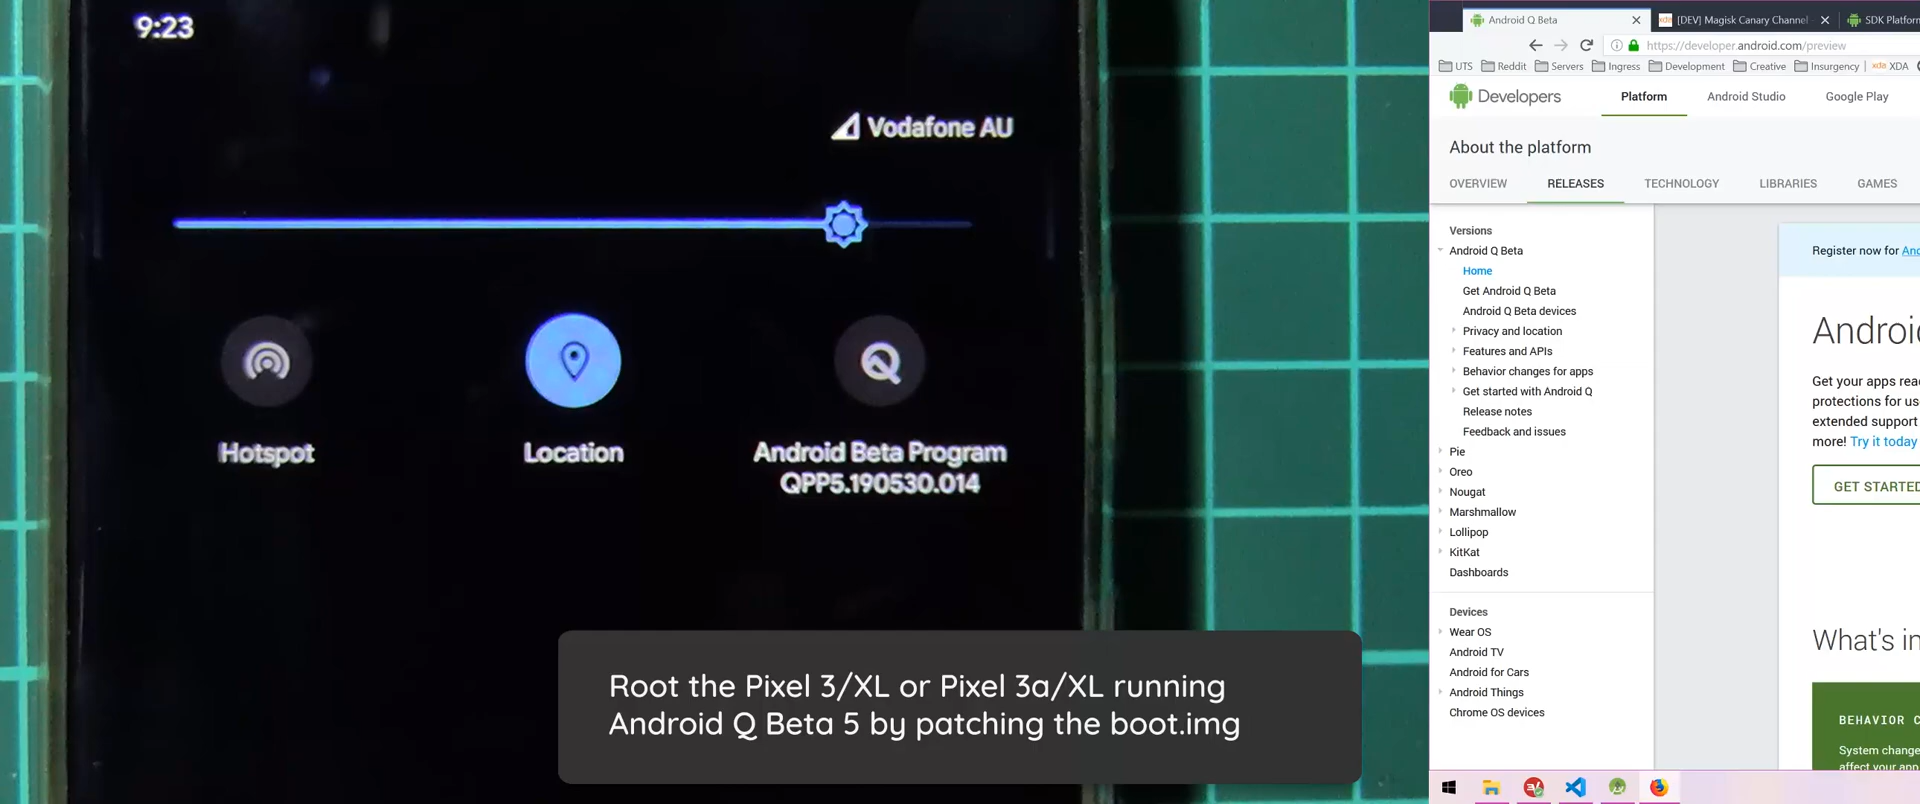 9:23
Vodafone AU
Hotspot
Location
Android Beta Program
QPP5.190530.014
Root the Pixel 3/XL or Pixel 3a/XL running
Android Q Beta 5 by patching the boot.img
Android Q Beta
[DEV] Magisk Canary Channel
SDK Platform
https://developer.android.com/preview
UTS
Reddit
Servers
Ingress
Development
Creative
Insurgency
xda XDA
Developers
Platform
Android Studio
Google Play
About the platform
OVERVIEW
RELEASES
TECHNOLOGY
LIBRARIES
GAMES
Versions
Android Q Beta
Home
Get Android Q Beta
Android Q Beta devices
Privacy and location
Features and APIs
Behavior changes for apps
Get started with Android Q
Release notes
Feedback and issues
Pie
Oreo
Nougat
Marshmallow
Lollipop
KitKat
Dashboards
Devices
Wear OS
Android TV
Android for Cars
Android Things
Chrome OS devices
Register now for
Get your apps
protections for
extended support
more! Try it today
GET STARTED
What's in
BEHAVIOR C
System change
affect your app